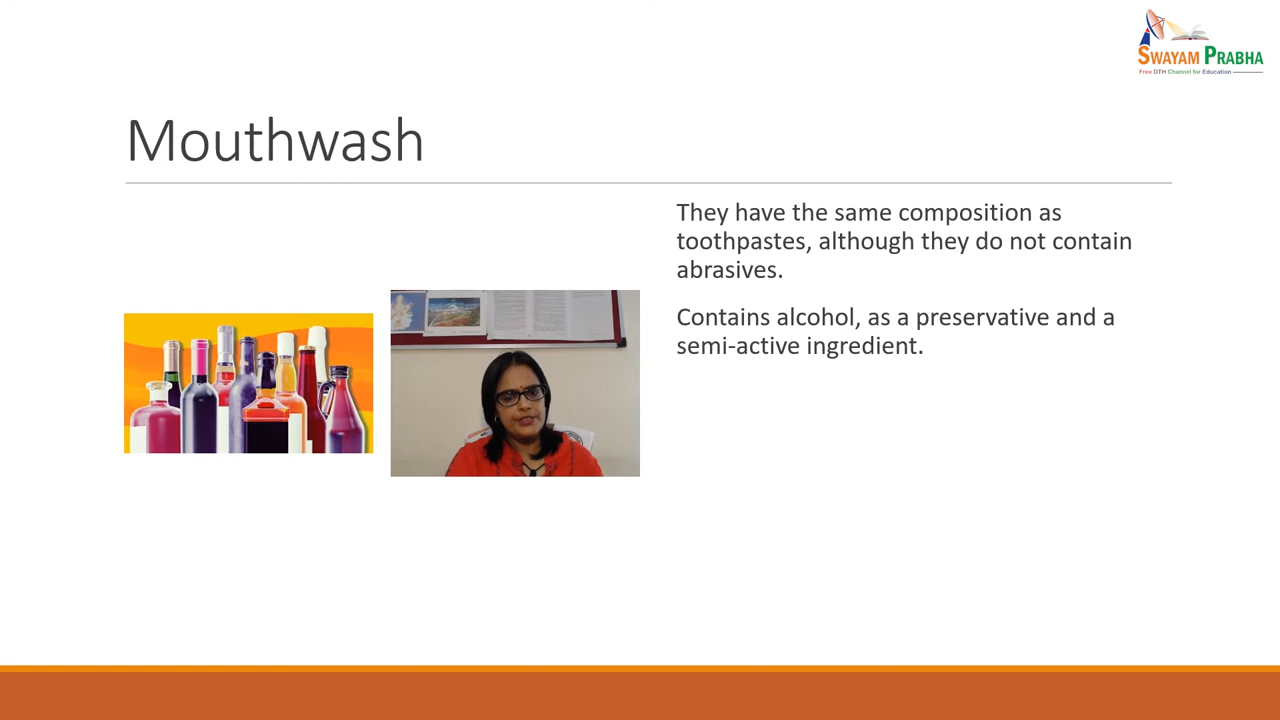 SWAYAM PRABHA
Free DTH Channel for Education
Mouthwash
They have the same composition as
toothpastes, although they do not contain
abrasives.
Contains alcohol, as a preservative and a
semi-active ingredient.